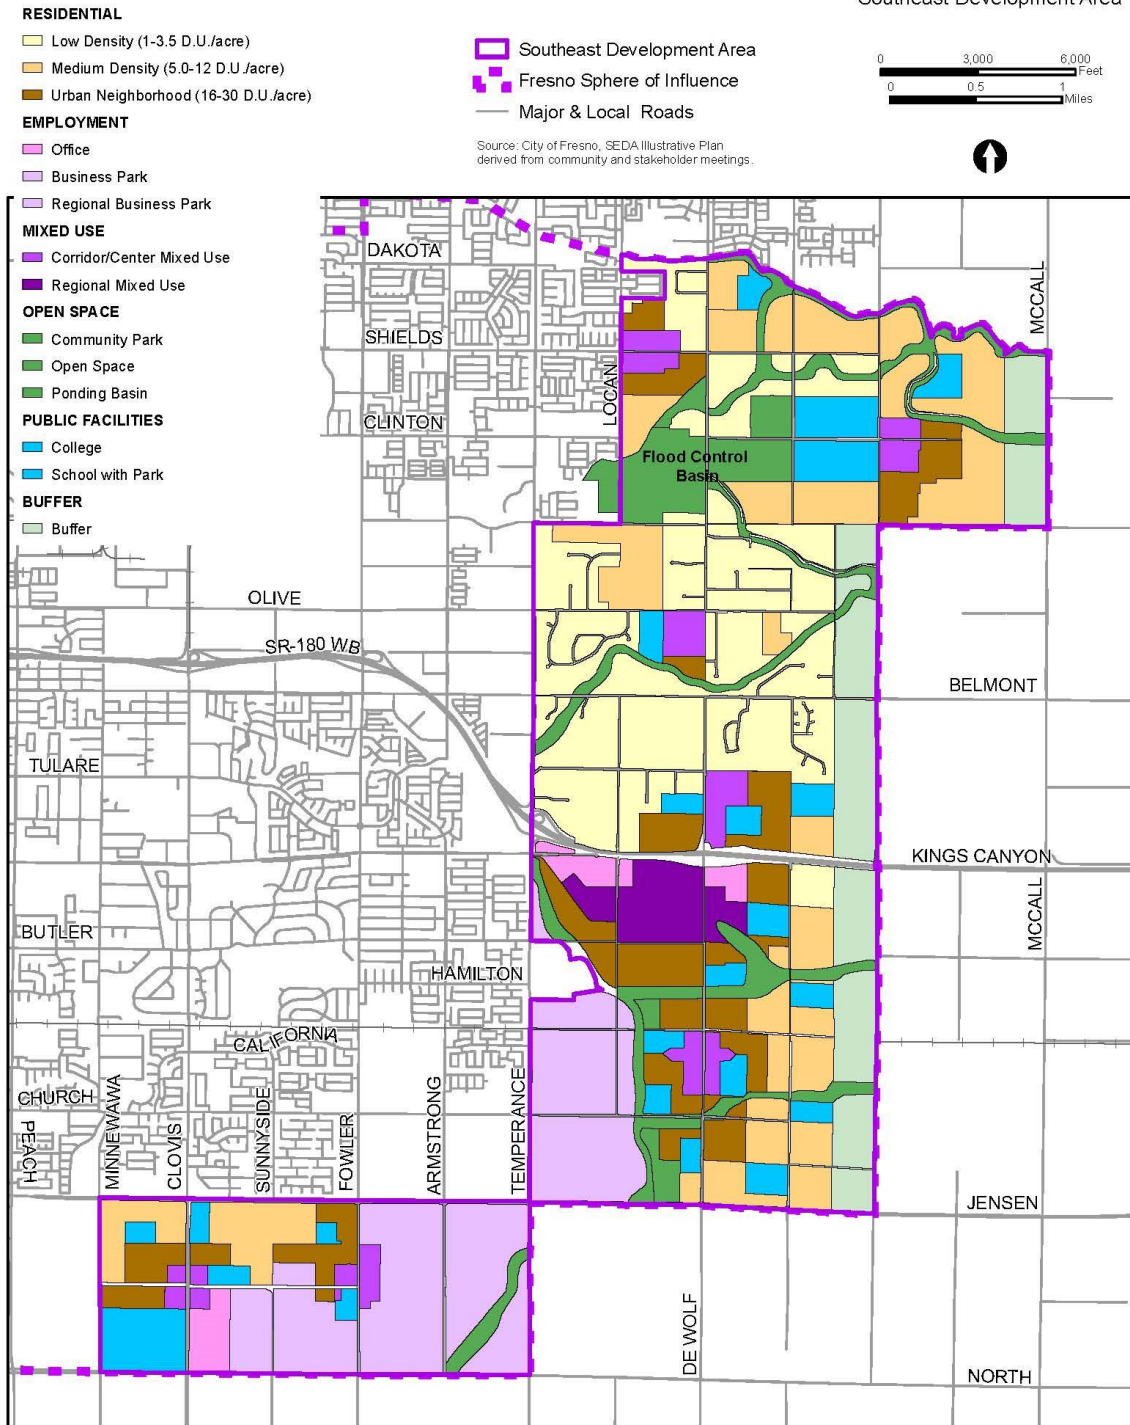 Southeast Development Area
RESIDENTIAL
Low Density (1-3.5 D.U./acre)
Medium Density (5.0-12 D.U./acre)
Urban Neighborhood (16-30 D.U./acre)
EMPLOYMENT
Office
Business Park
Regional Business Park
MIXED USE
Corridor/Center Mixed Use
Regional Mixed Use
OPEN SPACE
Community Park
Open Space
Ponding Basin
PUBLIC FACILITIES
College
School with Park
BUFFER
Buffer
Southeast Development Area
Fresno Sphere of Influence
Major & Local Roads
Source: City of Fresno, SEDA Illustrative Plan
derived from community and stakeholder meetings.
0 3,000 6,000
Feet
0 0.5 1
Miles
DAKOTA
SHIELDS
CLINTON
LOCAN
MCCALL
Flood Control
Basin
OLIVE
SR-180 WB
BELMONT
TULARE
KINGS CANYON
BUTLER
HAMILTON
MCCALL
CALIFORNIA
CHURCH
PEACH
MINNEWAWA
CLOVIS
SUNNYSIDE
FOWLER
ARMSTRONG
TEMPERANCE
JENSEN
DE WOLF
NORTH